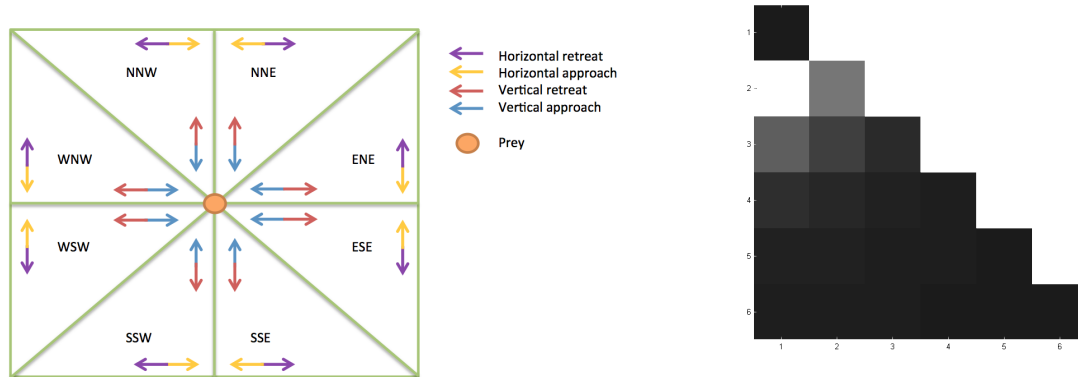 NNW NNE
WNW ENE
WSW ESE
SSW SSE
Horizontal retreat
Horizontal approach
Vertical retreat
Vertical approach
Prey
1
2
3
4
5
6
1 2 3 4 5 6